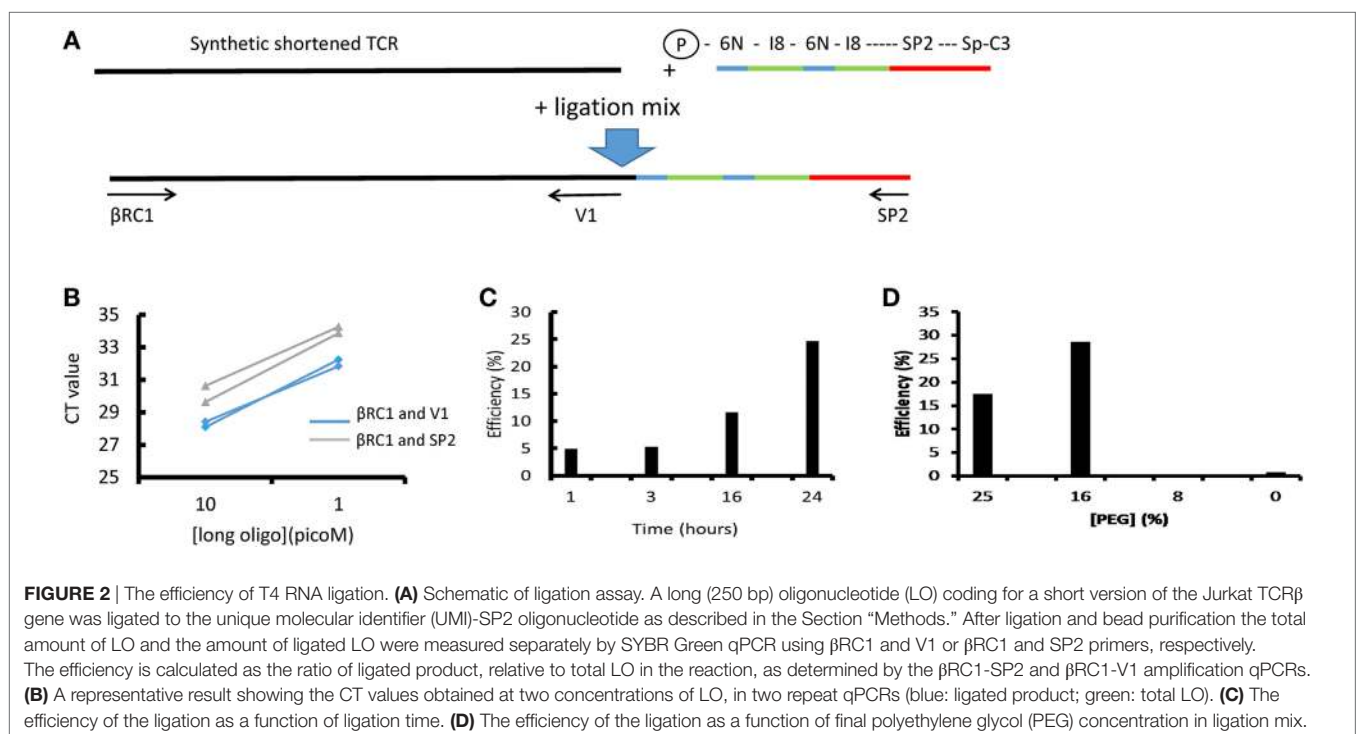 A
Synthetic shortened TCR
P - 6N - I8 - 6N - I8 ----- SP2 --- Sp-C3
+
+ ligation mix
βRC1
V1
SP2
B
35
33
31
29
27
25
CT value
10
1
[long oligo](picoM)
βRC1 and V1
βRC1 and SP2
C
30
25
20
15
10
5
0
Efficiency (%)
1
3
16
24
Time (hours)
D
35
30
25
20
15
10
5
0
Efficiency (%)
25
16
8
0
[PEG] (%)
FIGURE 2 | The efficiency of T4 RNA ligation. (A) Schematic of ligation assay. A long (250 bp) oligonucleotide (LO) coding for a short version of the Jurkat TCRβ
gene was ligated to the unique molecular identifier (UMI)-SP2 oligonucleotide as described in the Section “Methods.” After ligation and bead purification the total
amount of LO and the amount of ligated LO were measured separately by SYBR Green qPCR using βRC1 and V1 or βRC1 and SP2 primers, respectively.
The efficiency is calculated as the ratio of ligated product, relative to total LO in the reaction, as determined by the βRC1-SP2 and βRC1-V1 amplification qPCRs.
(B) A representative result showing the CT values obtained at two concentrations of LO, in two repeat qPCRs (blue: ligated product; green: total LO). (C) The
efficiency of the ligation as a function of ligation time. (D) The efficiency of the ligation as a function of final polyethylene glycol (PEG) concentration in ligation mix.